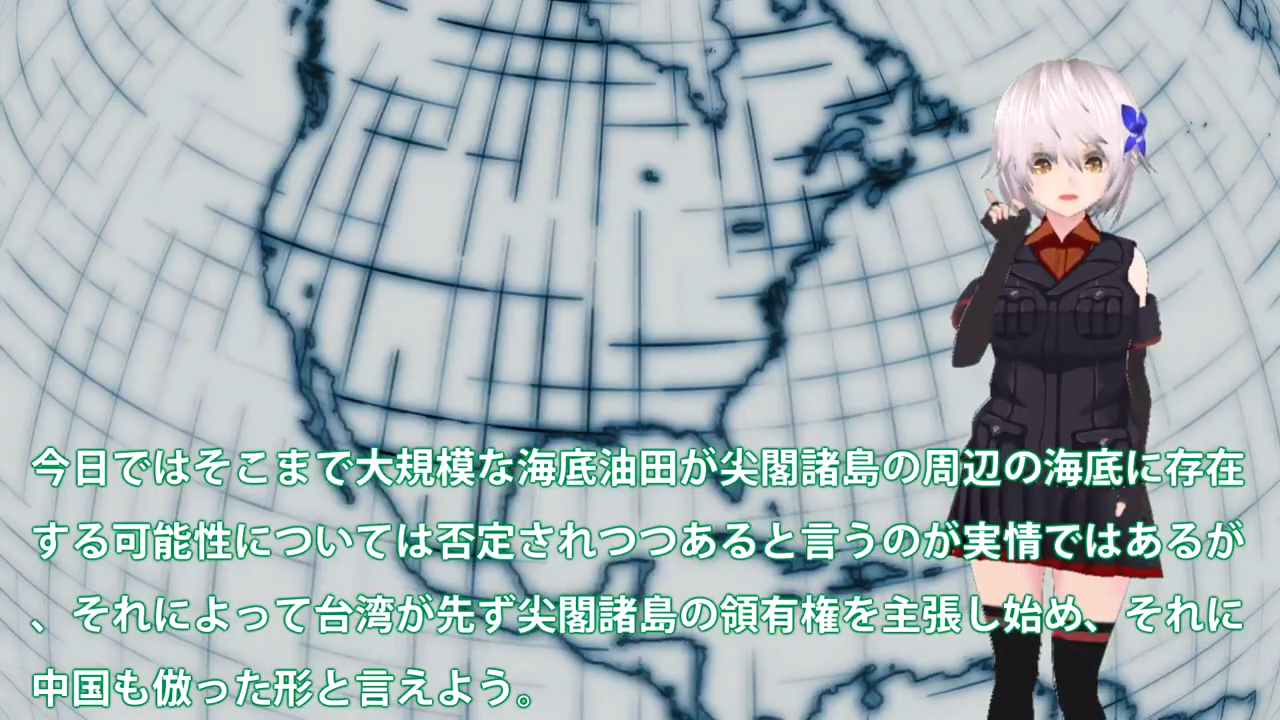 今日ではそこまで大規模な海底油田が尖閣諸島の周辺の海底に存在
する可能性については否定されつつあると言うのが実情ではあるが
、それによって台湾が先ず尖閣諸島の領有権を主張し始め、それに
中国も倣った形と言えよう。